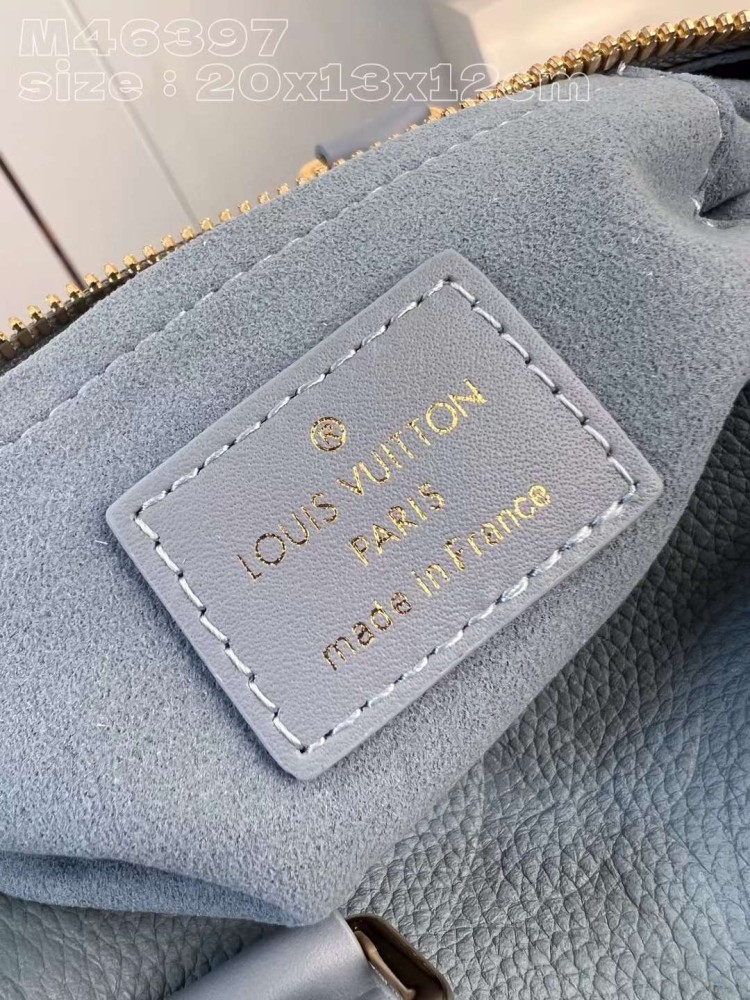 M46397
size : 20x13x12cm
®
LOUIS VUITTON
PARIS
made in France